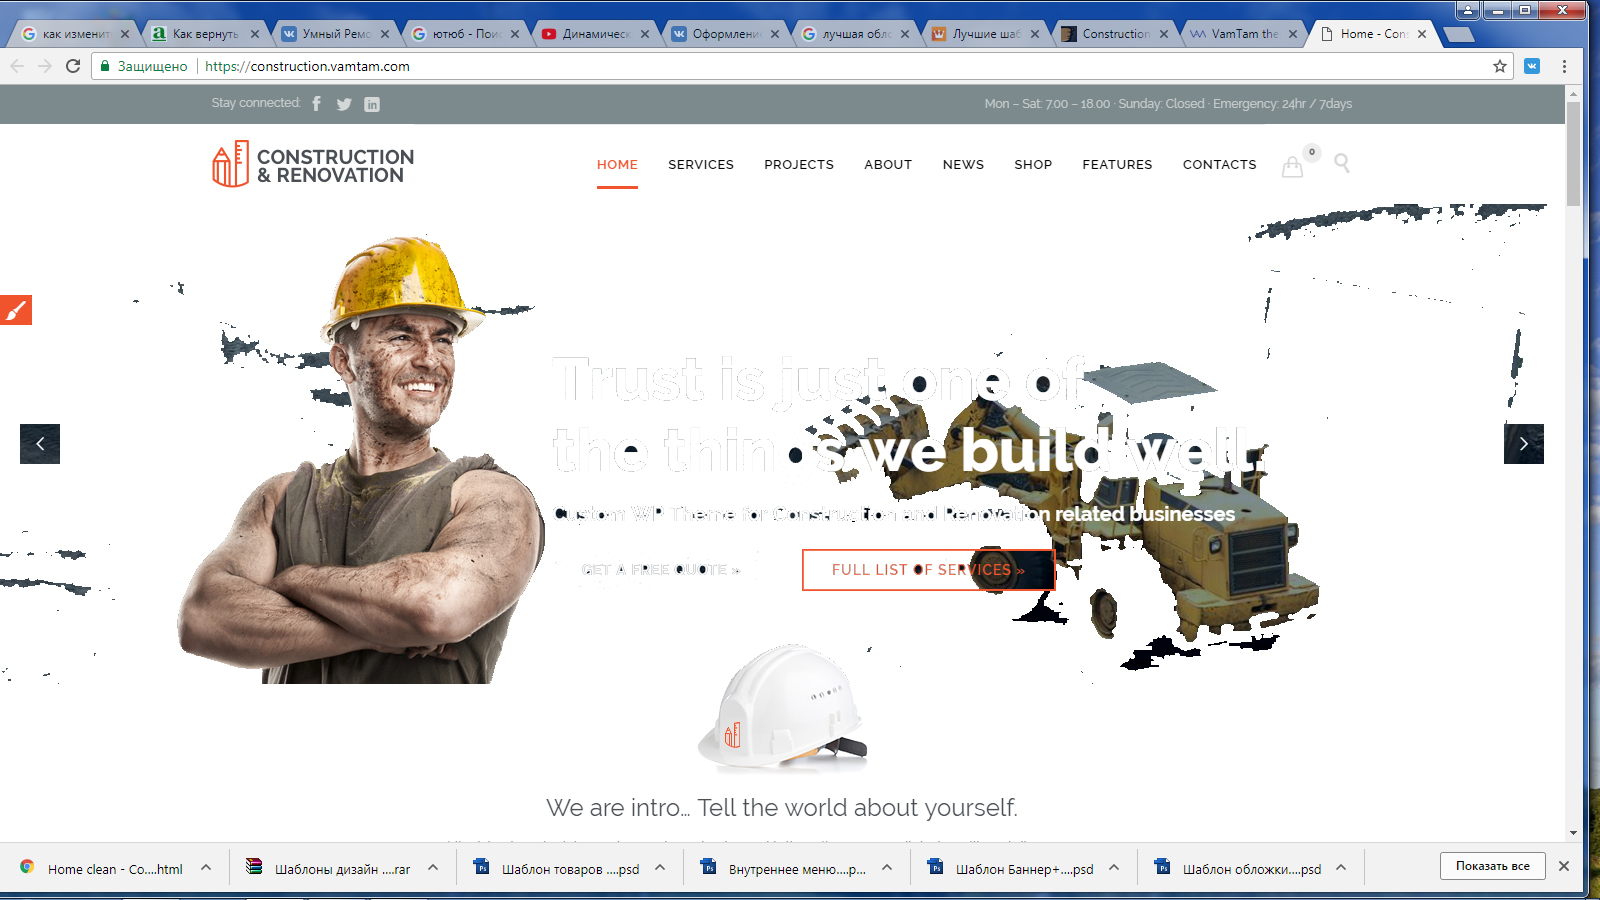 как изменит
Как вернуть
Умный Ремс
ютюб - Поис
Динамическ
Оформлени
лучшая обло
Лучшие шаб
Construction
VamTam the
Home - Cons
Защищено
https://construction.vamtam.com
Stay connected:
Mon – Sat: 7.00 – 18.00 · Sunday: Closed · Emergency: 24hr / 7days
CONSTRUCTION
& RENOVATION
HOME
SERVICES
PROJECTS
ABOUT
NEWS
SHOP
FEATURES
CONTACTS
0
Trust is just one of
the things we build well.
Custom WP Theme for Construction and Renovation related businesses
GET A FREE QUOTE »
FULL LIST OF SERVICES »
We are intro... Tell the world about yourself.
Home clean - Co....html
Шаблоны дизайн ....rar
Шаблон товаров ....psd
Внутреннее меню....p...
Шаблон Баннер+....psd
Шаблон обложки....psd
Показать все